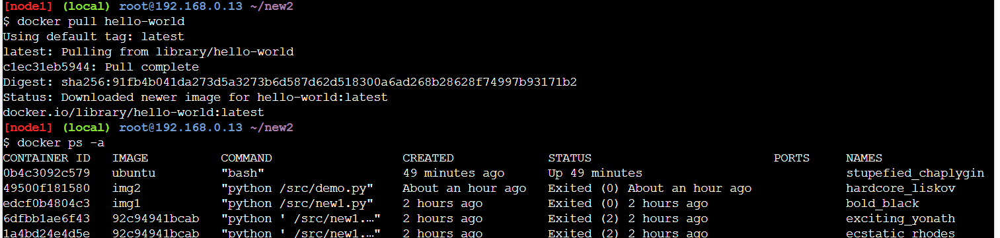 [node1] (local) root@192.168.0.13 ~/new2
$ docker pull hello-world
Using default tag: latest
latest: Pulling from library/hello-world
c1ec31eb5944: Pull complete
Digest: sha256:91fb4b041da273d5a3273b6d587d62d518300a6ad268b28628f74997b93171b2
Status: Downloaded newer image for hello-world:latest
docker.io/library/hello-world:latest
[node1] (local) root@192.168.0.13 ~/new2
$ docker ps -a
CONTAINER ID   IMAGE          COMMAND                  CREATED             STATUS                         PORTS     NAMES
0b4c3092c579   ubuntu         "bash"                   49 minutes ago      Up 49 minutes                            stupefied_chaplygin
49500f181580   img2           "python /src/demo.py"    About an hour ago   Exited (0) About an hour ago             hardcore_liskov
edcf0b4804c3   img1           "python /src/new1.py"    2 hours ago         Exited (0) 2 hours ago                   bold_black
6dfbb1ae6f43   92c94941bcab   "python ' /src/new1.…"   2 hours ago         Exited (2) 2 hours ago                   exciting_yonath
1a4bd24e4d5e   92c94941bcab   "python ' /src/new1.…"   2 hours ago         Exited (2) 2 hours ago                   ecstatic_rhodes